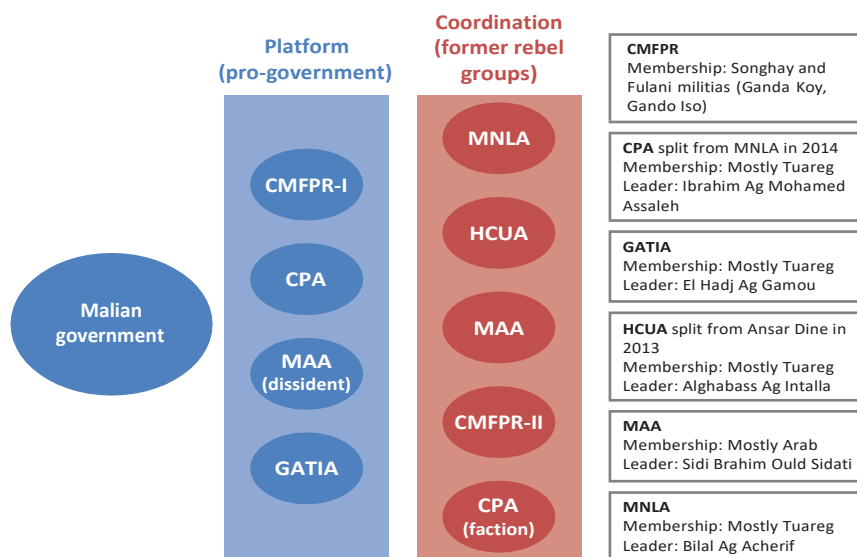 Platform
(pro-government)
Coordination
(former rebel
groups)
Malian
government
CMFPR-I
CPA
MAA
(dissident)
GATIA
MNLA
HCUA
MAA
CMFPR-II
CPA
(faction)
CMFPR
Membership: Songhay and
Fulani militias (Ganda Koy,
Gando Iso)
CPA split from MNLA in 2014
Membership: Mostly Tuareg
Leader: Ibrahim Ag Mohamed
Assaleh
GATIA
Membership: Mostly Tuareg
Leader: El Hadj Ag Gamou
HCUA split from Ansar Dine in
2013
Membership: Mostly Tuareg
Leader: Alghabass Ag Intalla
MAA
Membership: Mostly Arab
Leader: Sidi Brahim Ould Sidati
MNLA
Membership: Mostly Tuareg
Leader: Bilal Ag Acherif